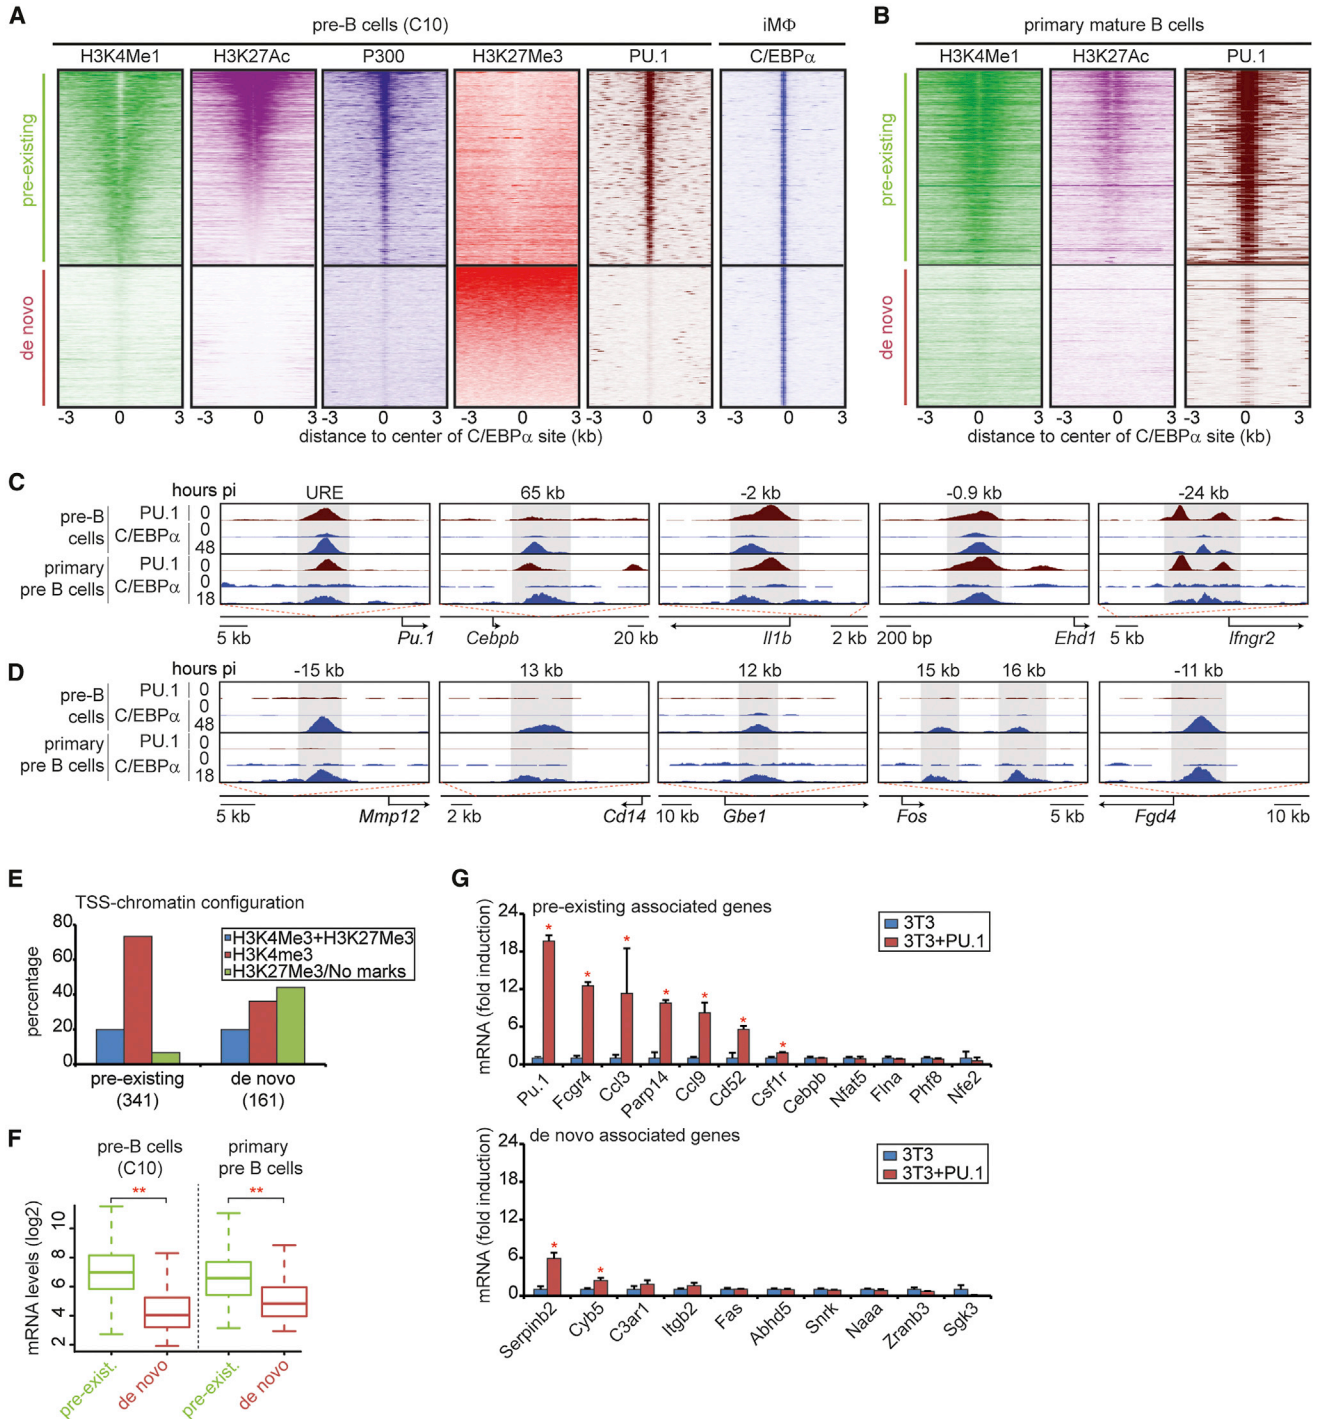 A
pre-B cells (C10)
iMΦ
H3K4Me1
H3K27Ac
P300
H3K27Me3
PU.1
C/EBPα
pre-existing
de novo
-3 0 3
-3 0 3
-3 0 3
-3 0 3
-3 0 3
-3 0 3
distance to center of C/EBPα site (kb)
B
primary mature B cells
H3K4Me1
H3K27Ac
PU.1
pre-existing
de novo
-3 0 3
-3 0 3
-3 0 3
distance to center of C/EBPα site (kb)
C
hours pi
URE
65 kb
-2 kb
-0.9 kb
-24 kb
pre-B cells
PU.1 0
C/EBPα 0
48
primary pre B cells
PU.1 0
C/EBPα 0
18
5 kb
Pu.1
Cebpb
20 kb
Il1b
2 kb
200 bp
Ehd1
5 kb
Ifngr2
D
hours pi
-15 kb
13 kb
12 kb
15 kb
16 kb
-11 kb
pre-B cells
PU.1 0
C/EBPα 0
48
primary pre B cells
PU.1 0
C/EBPα 0
18
5 kb
Mmp12
2 kb
Cd14
10 kb
Gbe1
Fos
5 kb
Fgd4
10 kb
E
TSS-chromatin configuration
percentage
80
60
40
20
0
H3K4Me3+H3K27Me3
H3K4me3
H3K27Me3/No marks
pre-existing (341)
de novo (161)
F
pre-B cells (C10)
primary pre B cells
**
**
mRNA levels (log2)
10
8
6
4
2
pre-exist.
de novo
pre-exist.
de novo
G
pre-existing associated genes
mRNA (fold induction)
24
18
12
6
0
3T3
3T3+PU.1
*
*
*
*
*
*
*
Pu.1
Fcgr4
Ccl3
Parp14
Ccl9
Cd52
Csf1r
Cebpb
Nfat5
Flna
Phf8
Nfe2
de novo associated genes
mRNA (fold induction)
24
18
12
6
0
3T3
3T3+PU.1
*
*
Serpinb2
Cyb5
C3ar1
Itgb2
Fas
Abhd5
Snrk
Naaa
Zranb3
Sgk3